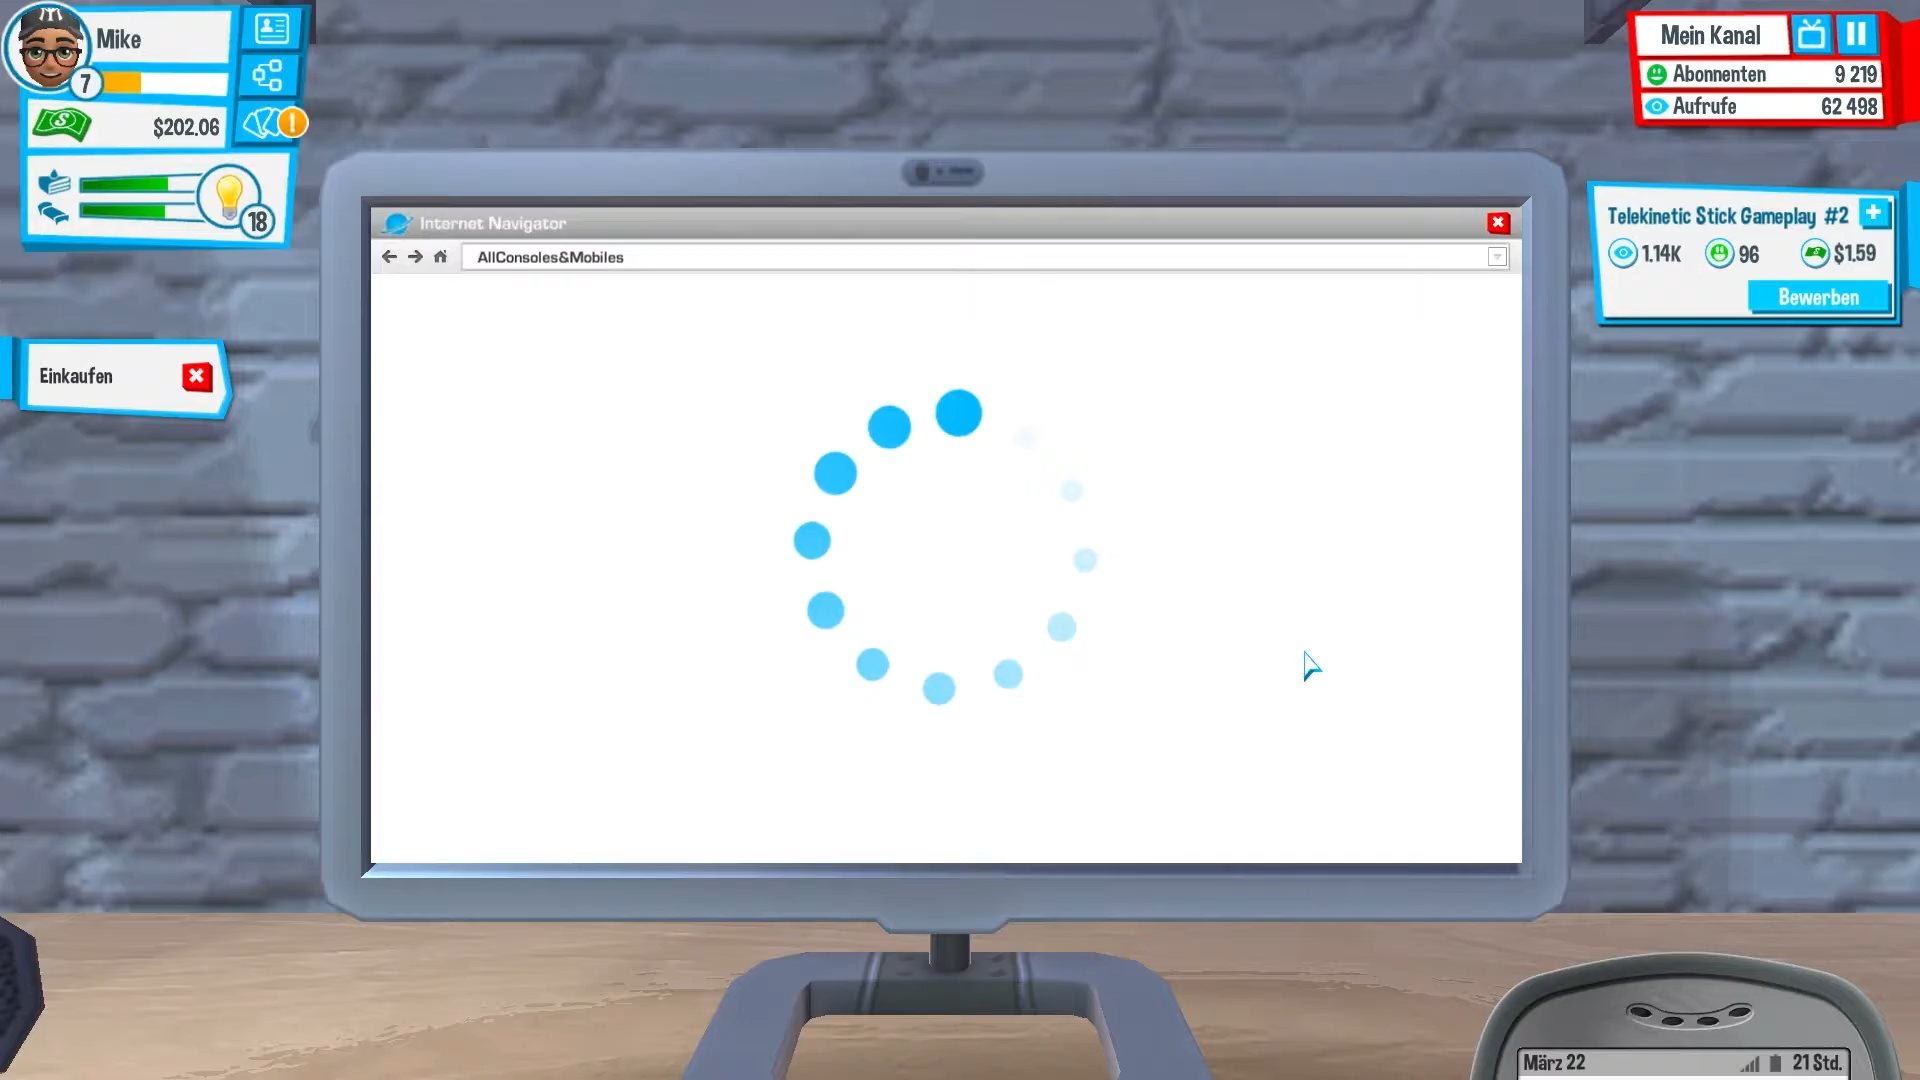 Mike
7
$202.06
18
Einkaufen
Internet Navigator
AllConsoles&Mobiles
Mein Kanal
Abonnenten 9 219
Aufrufe 62 498
Telekinetic Stick Gameplay #2
1.14K 96 $1.59
Bewerben
März 22 21 Std.